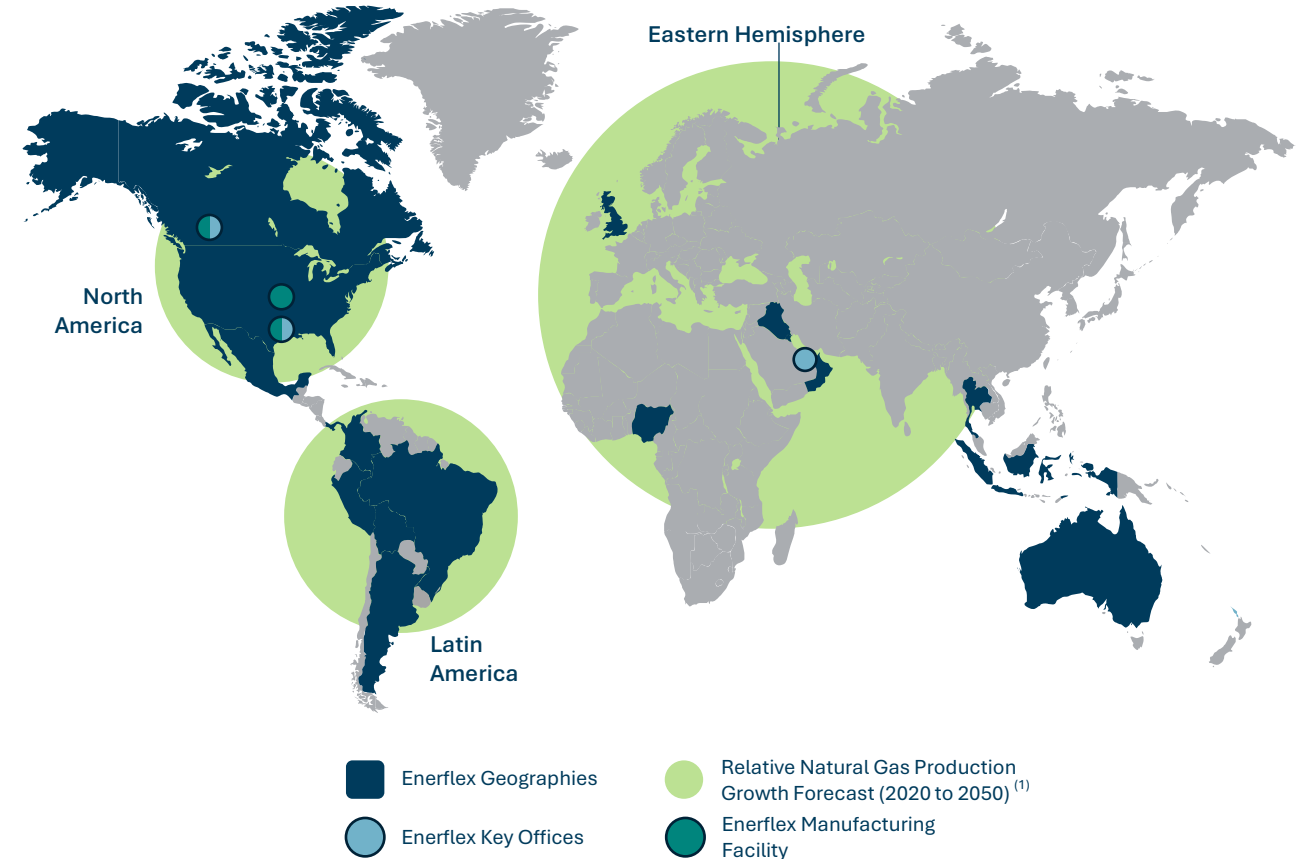 Eastern Hemisphere
North
America
Latin
America
Enerflex Geographies
Relative Natural Gas Production
Growth Forecast (2020 to 2050) (1)
Enerflex Key Offices
Enerflex Manufacturing
Facility